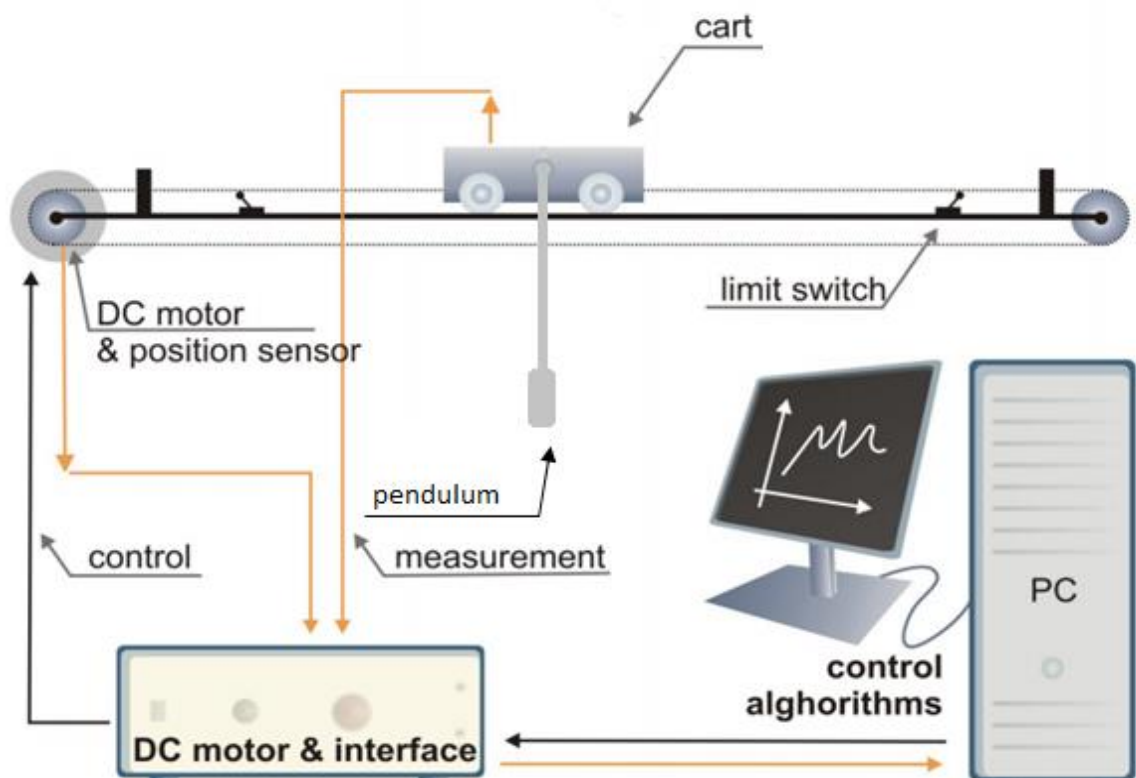 cart
DC motor
& position sensor
limit switch
pendulum
control
measurement
PC
control
alghorithms
DC motor & interface